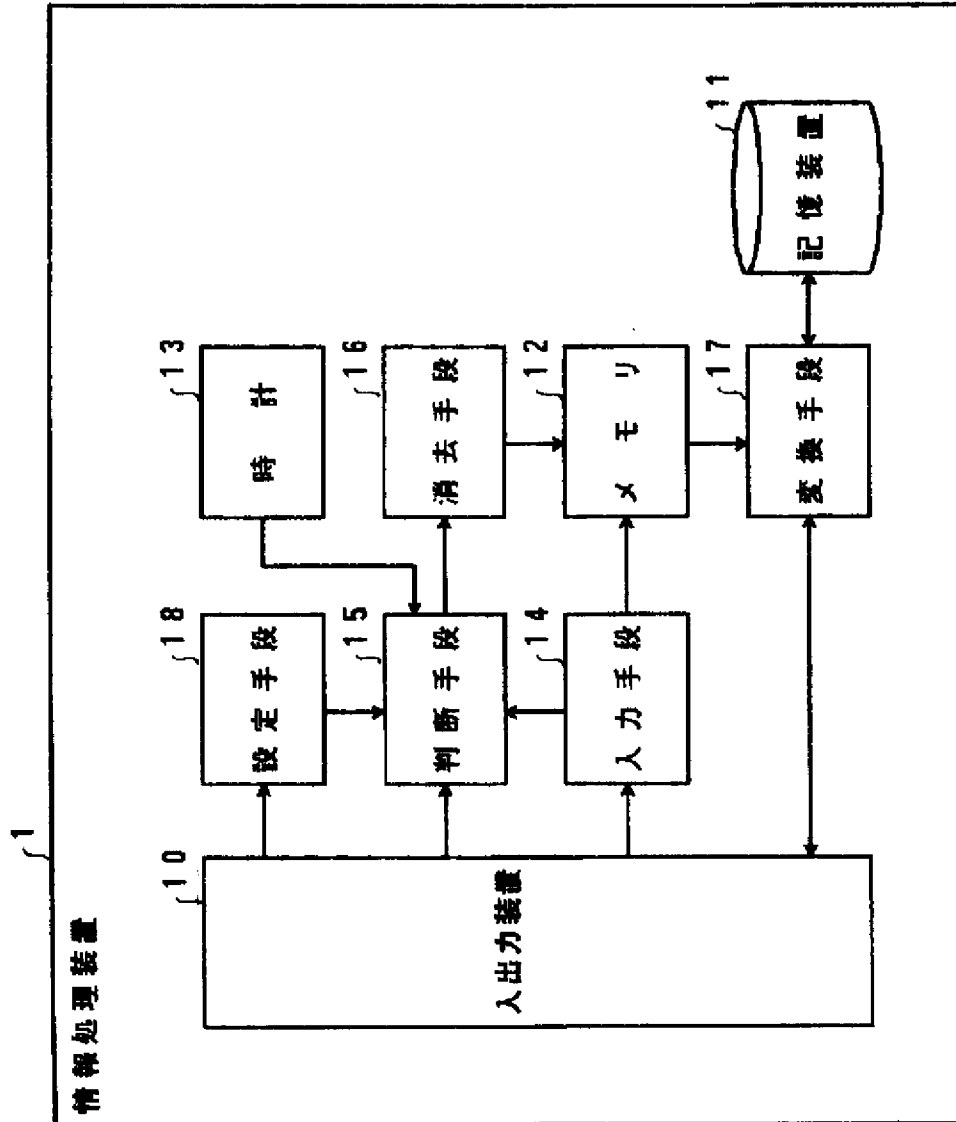 1
情報処理装置
10
入出力装置
18
設定手段
13
時計
15
判断手段
16
消去手段
14
入力手段
12
メモリ
17
変換手段
11
記憶装置